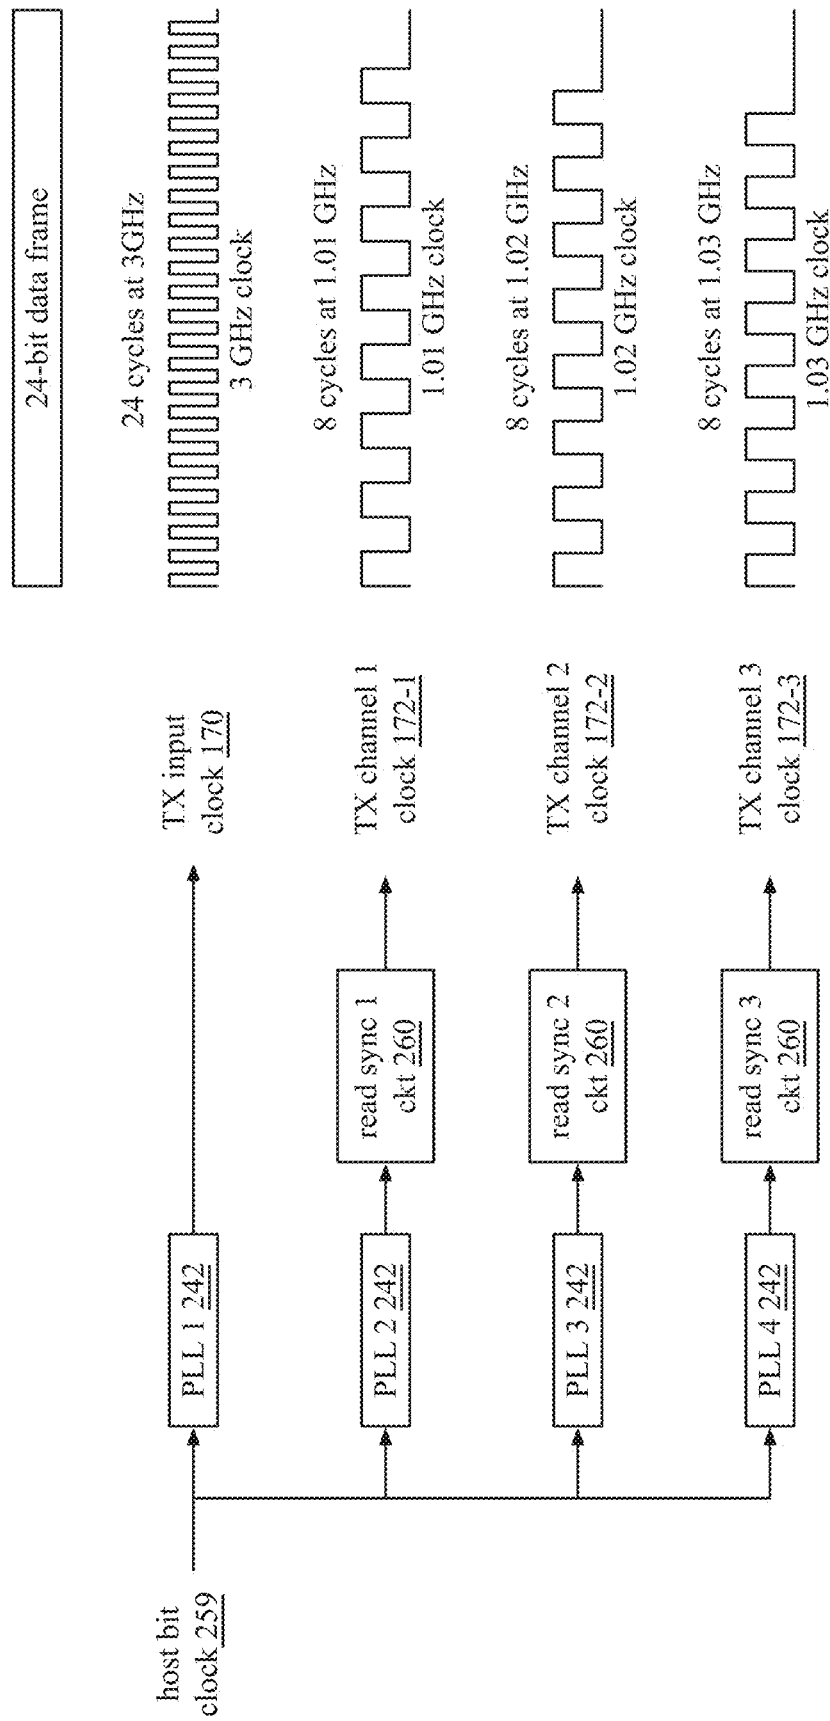 24-bit data frame
host bit
clock 259
PLL 1 242
TX input
clock 170
24 cycles at 3GHz
3 GHz clock
PLL 2 242
read sync 1
ckt 260
TX channel 1
clock 172-1
8 cycles at 1.01 GHz
1.01 GHz clock
PLL 3 242
read sync 2
ckt 260
TX channel 2
clock 172-2
8 cycles at 1.02 GHz
1.02 GHz clock
PLL 4 242
read sync 3
ckt 260
TX channel 3
clock 172-3
8 cycles at 1.03 GHz
1.03 GHz clock